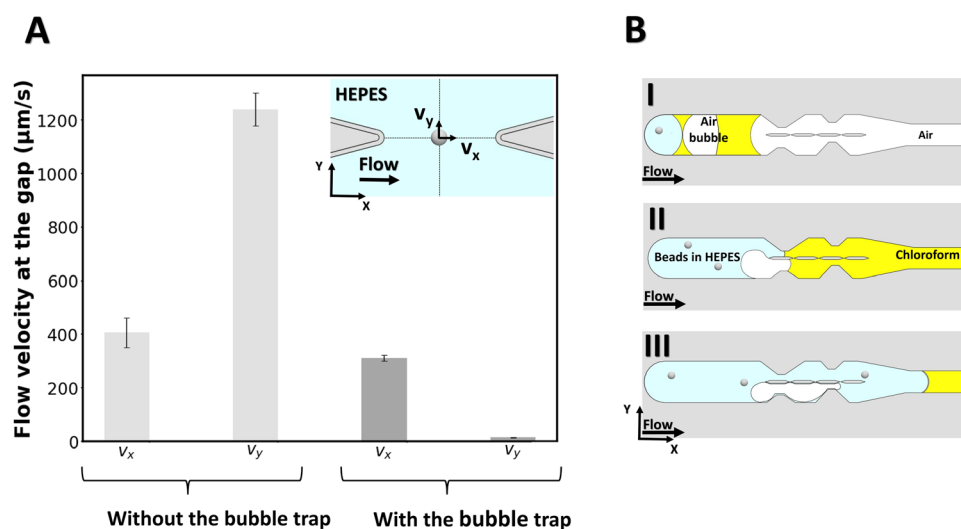 A
Flow velocity at the gap (μm/s)
1200
1000
800
600
400
200
0
HEPES
Vy
Vx
Flow
Y
X
vx
vy
vx
vy
Without the bubble trap
With the bubble trap
B
I
Air
bubble
Air
Flow
II
Beads in HEPES
Chloroform
Flow
III
Y
Flow
X